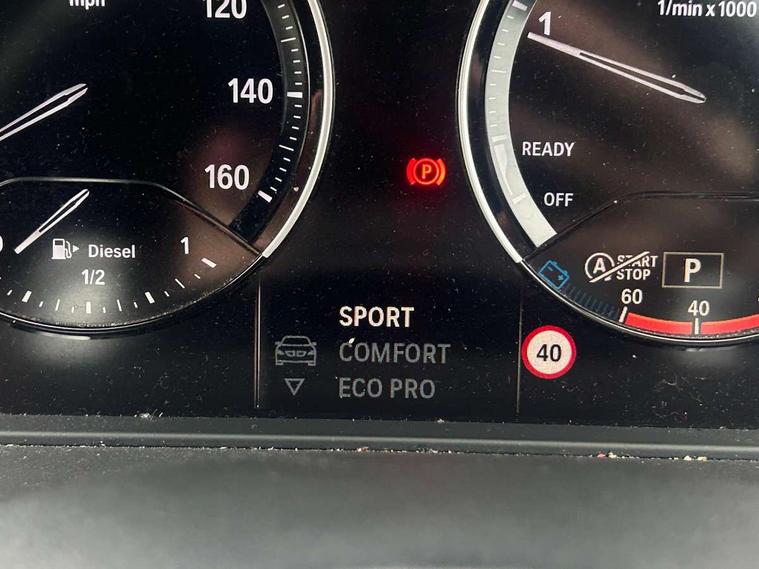 mph
120
140
160
Diesel
1/2
1
1/min x 1000
1
READY
OFF
P
A START
STOP
P
60
40
SPORT
COMFORT
ECO PRO
40